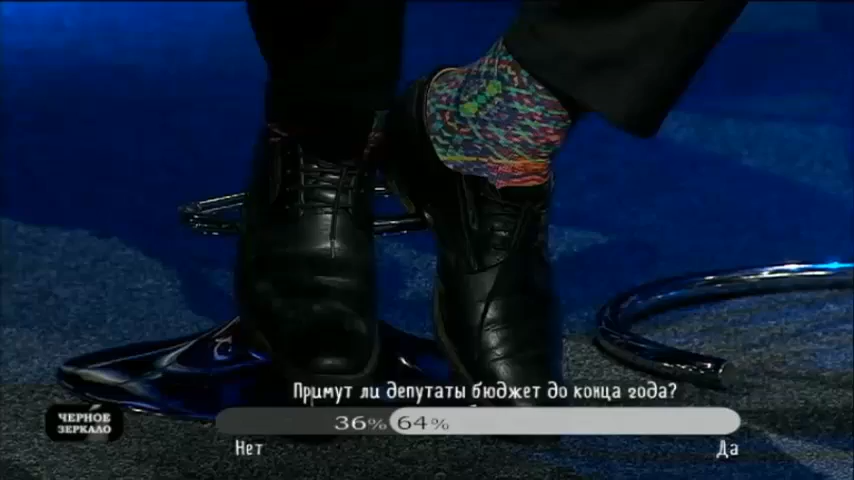 Примут ли депутаты бюджет до конца года?
ЧЕРНОЕ
ЗЕРКАЛО
36% 64%
Нет
Да